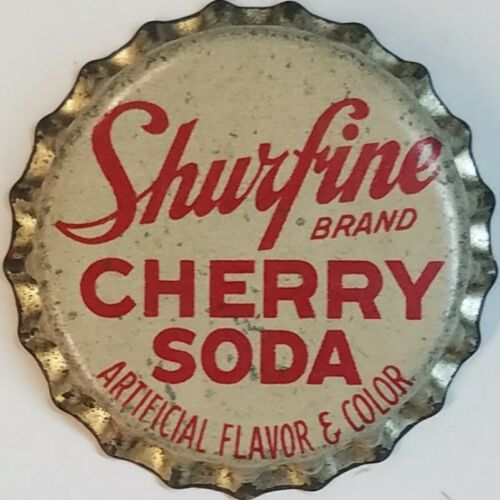 Shurfine
BRAND
CHERRY
SODA
ARTIFICIAL FLAVOR & COLOR